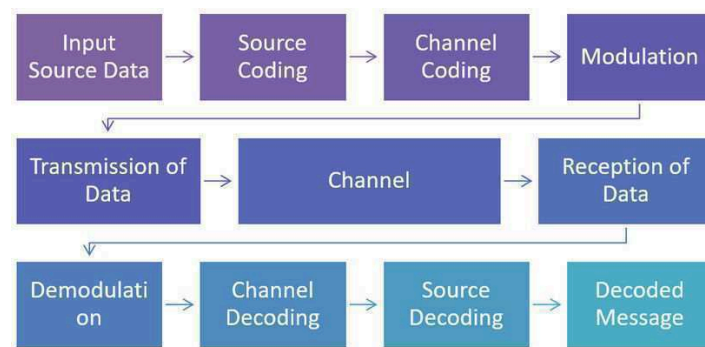 Input
Source Data
Source
Coding
Channel
Coding
Modulation
Transmission of
Data
Channel
Reception of
Data
Demodulati
on
Channel
Decoding
Source
Decoding
Decoded
Message